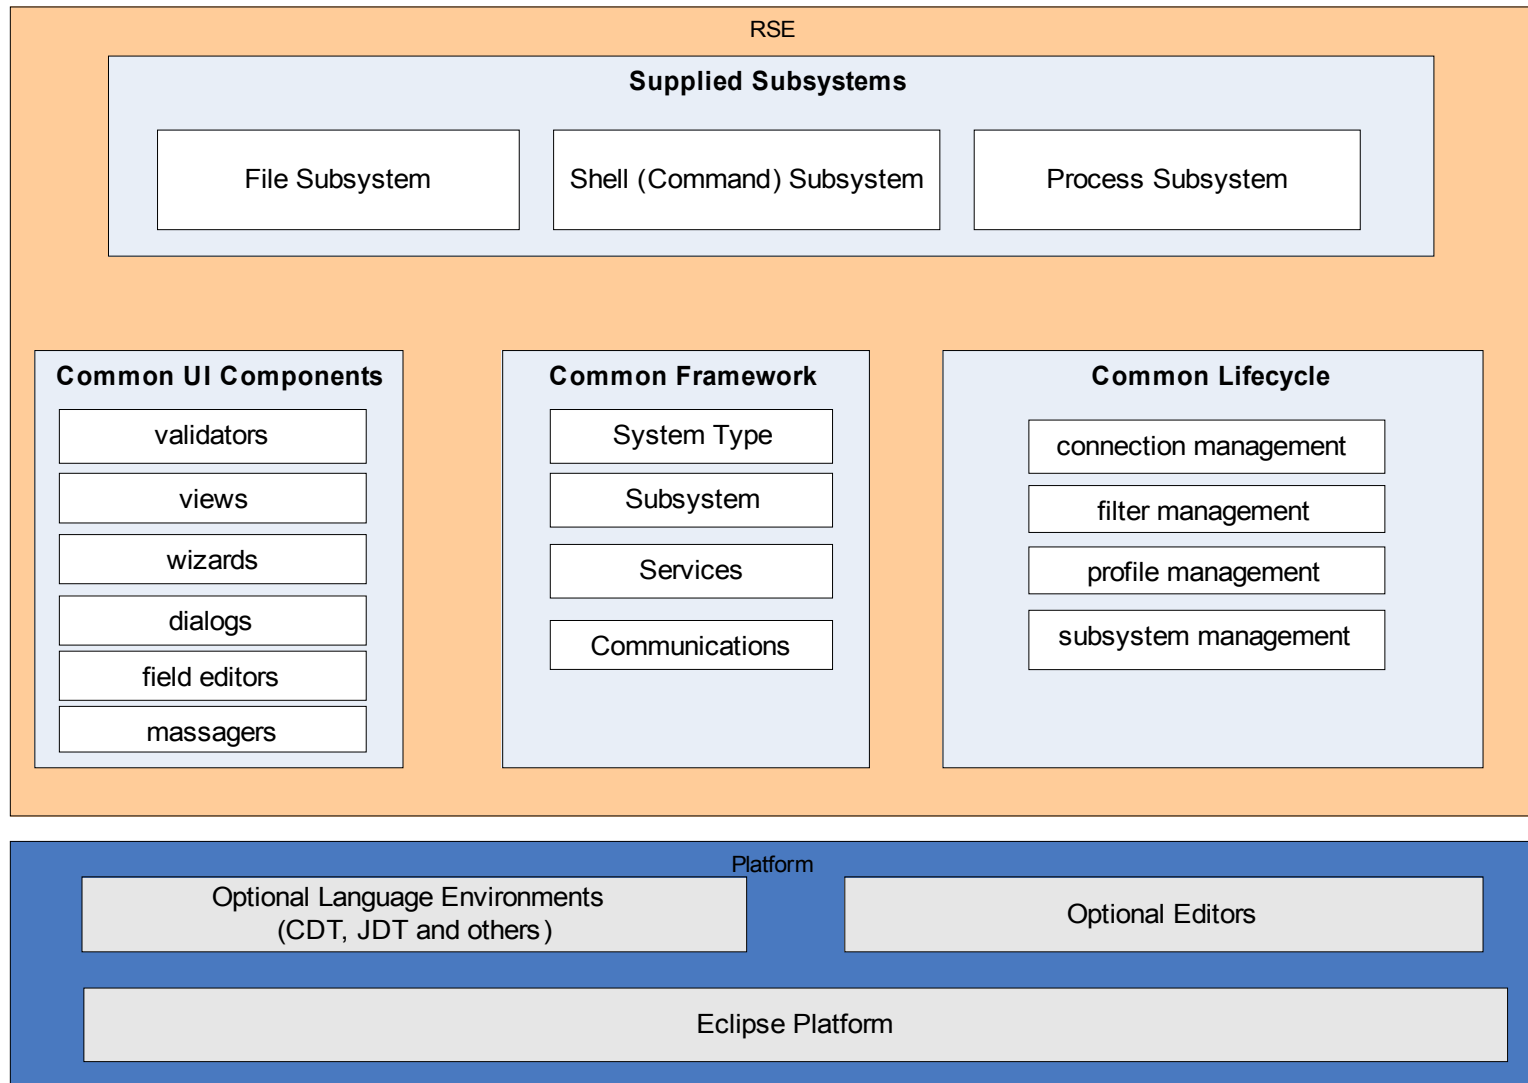 RSE
Supplied Subsystems
File Subsystem
Shell (Command) Subsystem
Process Subsystem
Common UI Components
validators
views
wizards
dialogs
field editors
massagers
Common Framework
System Type
Subsystem
Services
Communications
Common Lifecycle
connection management
filter management
profile management
subsystem management
Platform
Optional Language Environments
(CDT, JDT and others)
Optional Editors
Eclipse Platform